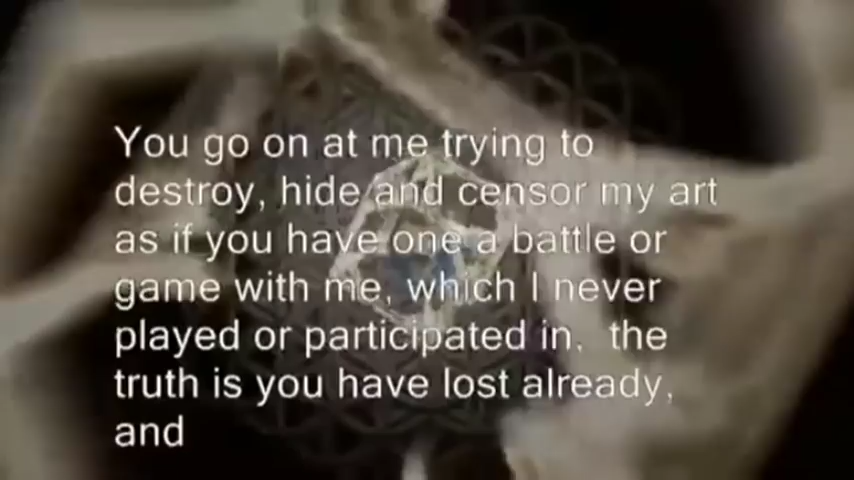 You go on at me trying to
destroy, hide and censor my art
as if you have one a battle or
game with me, which I never
played or participated in.  the
truth is you have lost already,
and